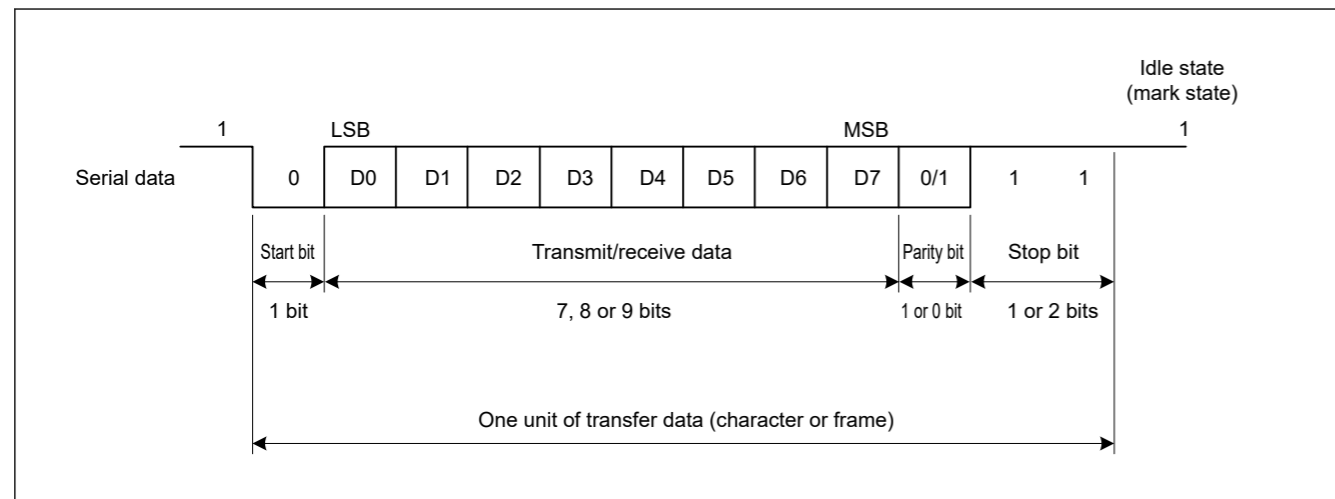 Idle state
(mark state)
1 LSB MSB 1
Serial data 0 D0 D1 D2 D3 D4 D5 D6 D7 0/1 1 1
Start bit Transmit/receive data Parity bit Stop bit
1 bit 7, 8 or 9 bits 1 or 0 bit 1 or 2 bits
One unit of transfer data (character or frame)